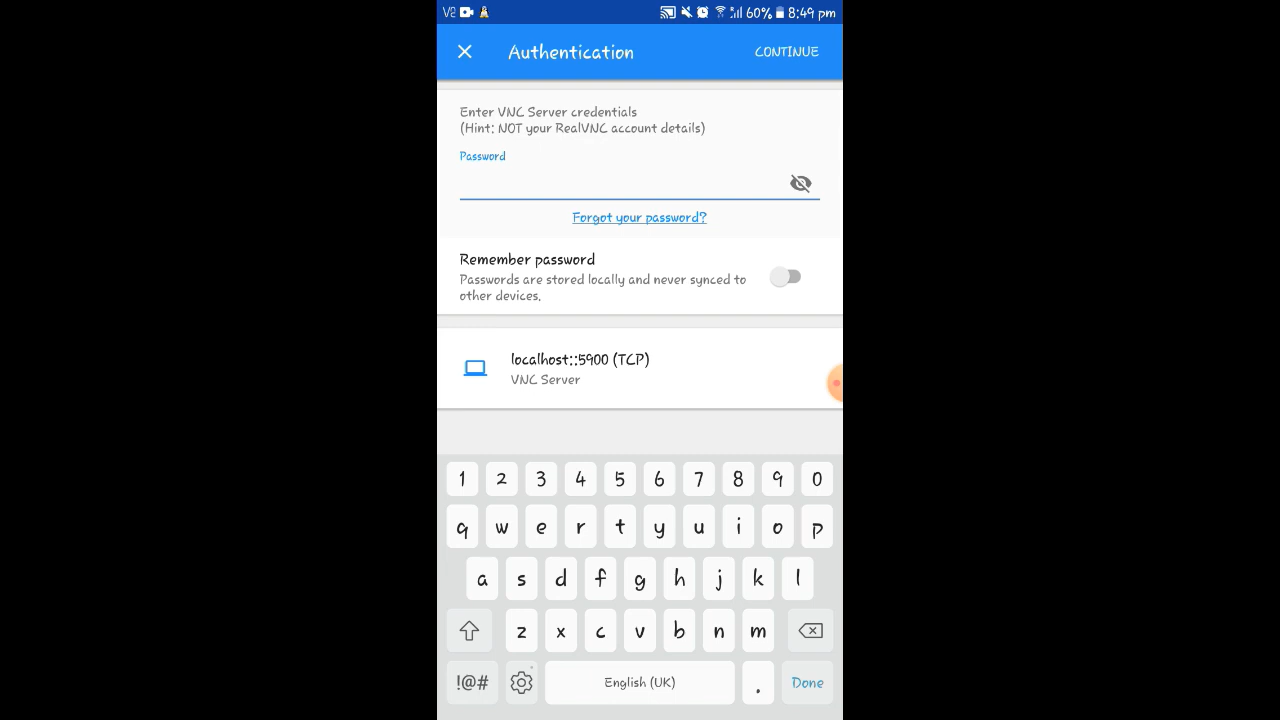 60% 8:49 pm
Authentication CONTINUE
Enter VNC Server credentials
(Hint: NOT your RealVNC account details)
Password
Forgot your password?
Remember password
Passwords are stored locally and never synced to
other devices.
localhost::5900 (TCP)
VNC Server
1 2 3 4 5 6 7 8 9 0
q w e r t y u i o p
a s d f g h j k l
z x c v b n m
!@# English (UK) . Done